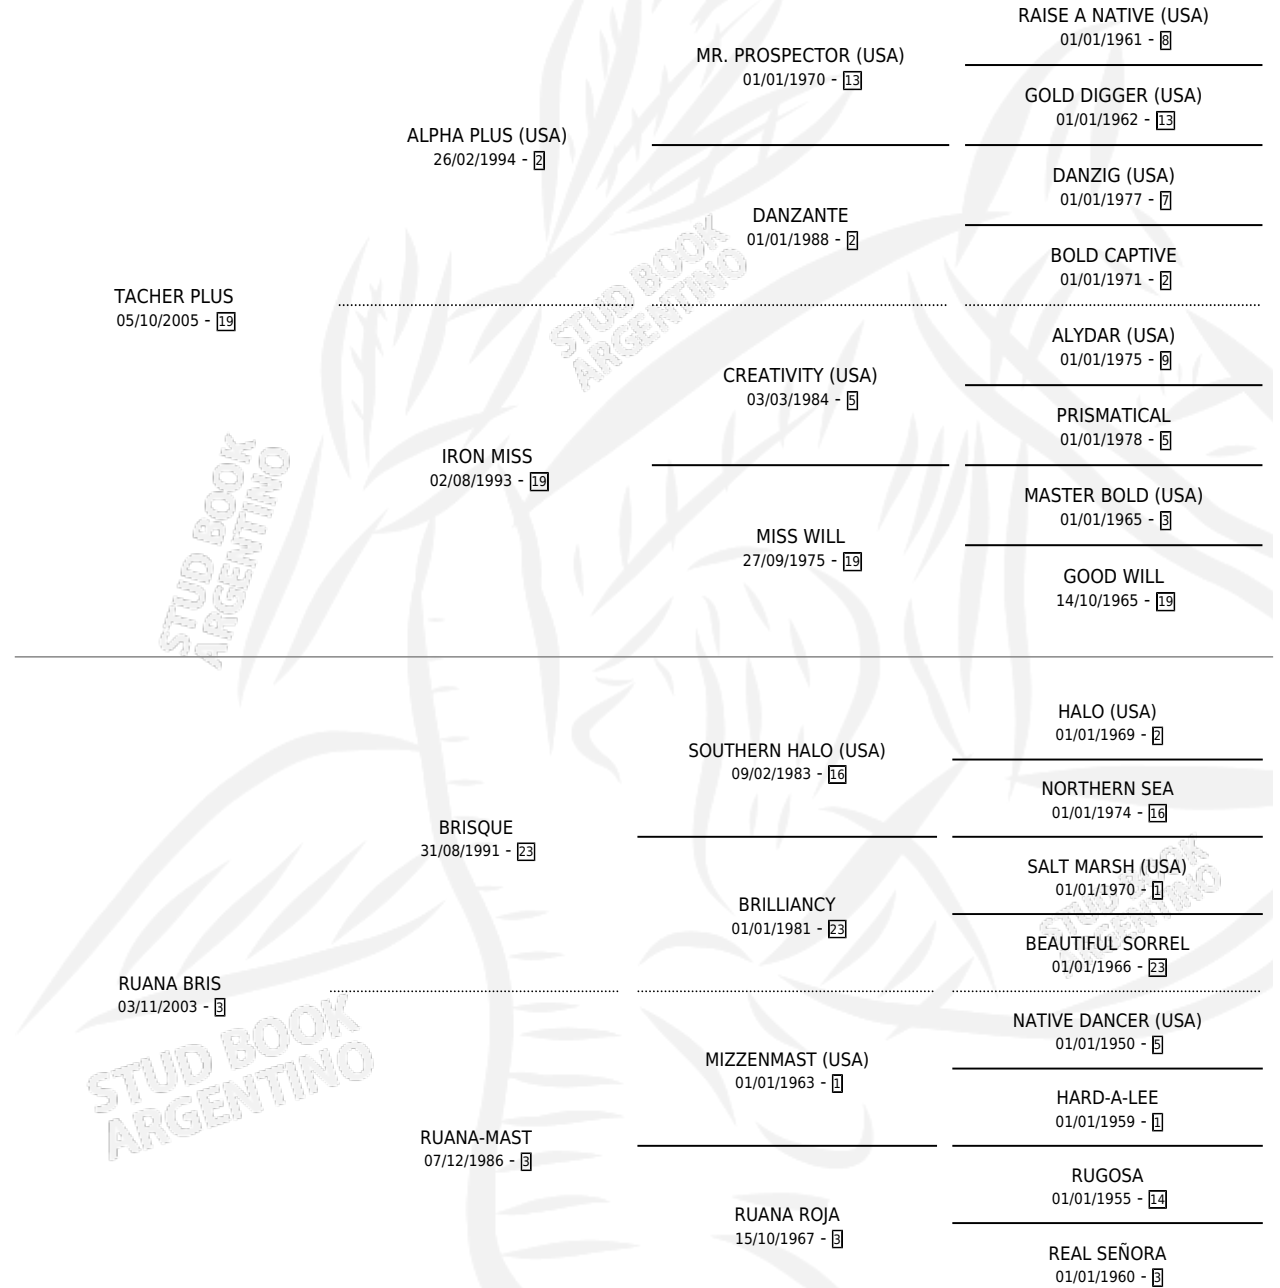 RAISE A NATIVE (USA)
01/01/1961 - 8
MR. PROSPECTOR (USA)
01/01/1970 - 13
GOLD DIGGER (USA)
01/01/1962 - 13
ALPHA PLUS (USA)
26/02/1994 - 2
DANZIG (USA)
01/01/1977 - 7
DANZANTE
01/01/1988 - 2
BOLD CAPTIVE
01/01/1971 - 2
TACHER PLUS
05/10/2005 - 19
ALYDAR (USA)
01/01/1975 - 9
CREATIVITY (USA)
03/03/1984 - 5
PRISMATICAL
01/01/1978 - 5
IRON MISS
02/08/1993 - 19
MASTER BOLD (USA)
01/01/1965 - 3
MISS WILL
27/09/1975 - 19
GOOD WILL
14/10/1965 - 19
HALO (USA)
01/01/1969 - 2
SOUTHERN HALO (USA)
09/02/1983 - 16
NORTHERN SEA
01/01/1974 - 16
BRISQUE
31/08/1991 - 23
SALT MARSH (USA)
01/01/1970 - 1
BRILLIANCY
01/01/1981 - 23
BEAUTIFUL SORREL
01/01/1966 - 23
RUANA BRIS
03/11/2003 - 3
NATIVE DANCER (USA)
01/01/1950 - 5
MIZZENMAST (USA)
01/01/1963 - 1
HARD-A-LEE
01/01/1959 - 1
RUANA-MAST
07/12/1986 - 3
RUGOSA
01/01/1955 - 14
RUANA ROJA
15/10/1967 - 3
REAL SEÑORA
01/01/1960 - 3
STUD BOOK
ARGENTINO
STUD BOOK
ARGENTINO
STUD BOOK
ARGENTINO
STUD BOOK
ARGENTINO